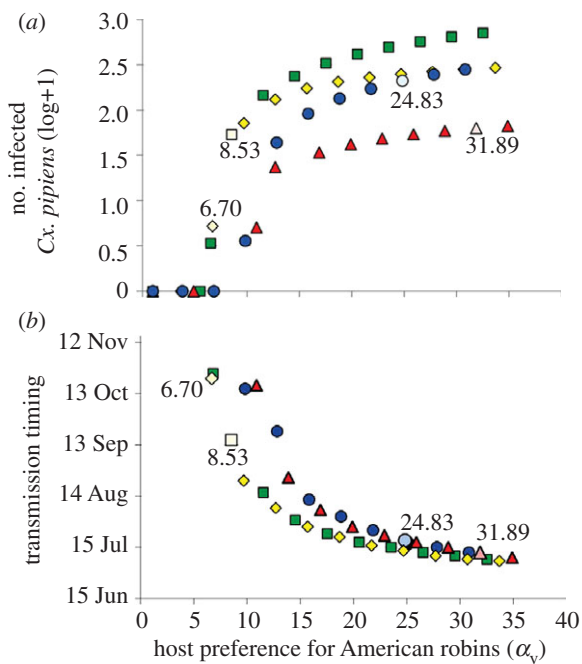 (a)
3.0
2.5
2.0
1.5
1.0
0.5
0
no. infected
Cx. pipiens (log+1)
8.53
6.70
24.83
31.89
(b)
12 Nov
13 Oct
13 Sep
14 Aug
15 Jul
15 Jun
transmission timing
6.70
8.53
24.83
31.89
0 5 10 15 20 25 30 35 40
host preference for American robins (αv)